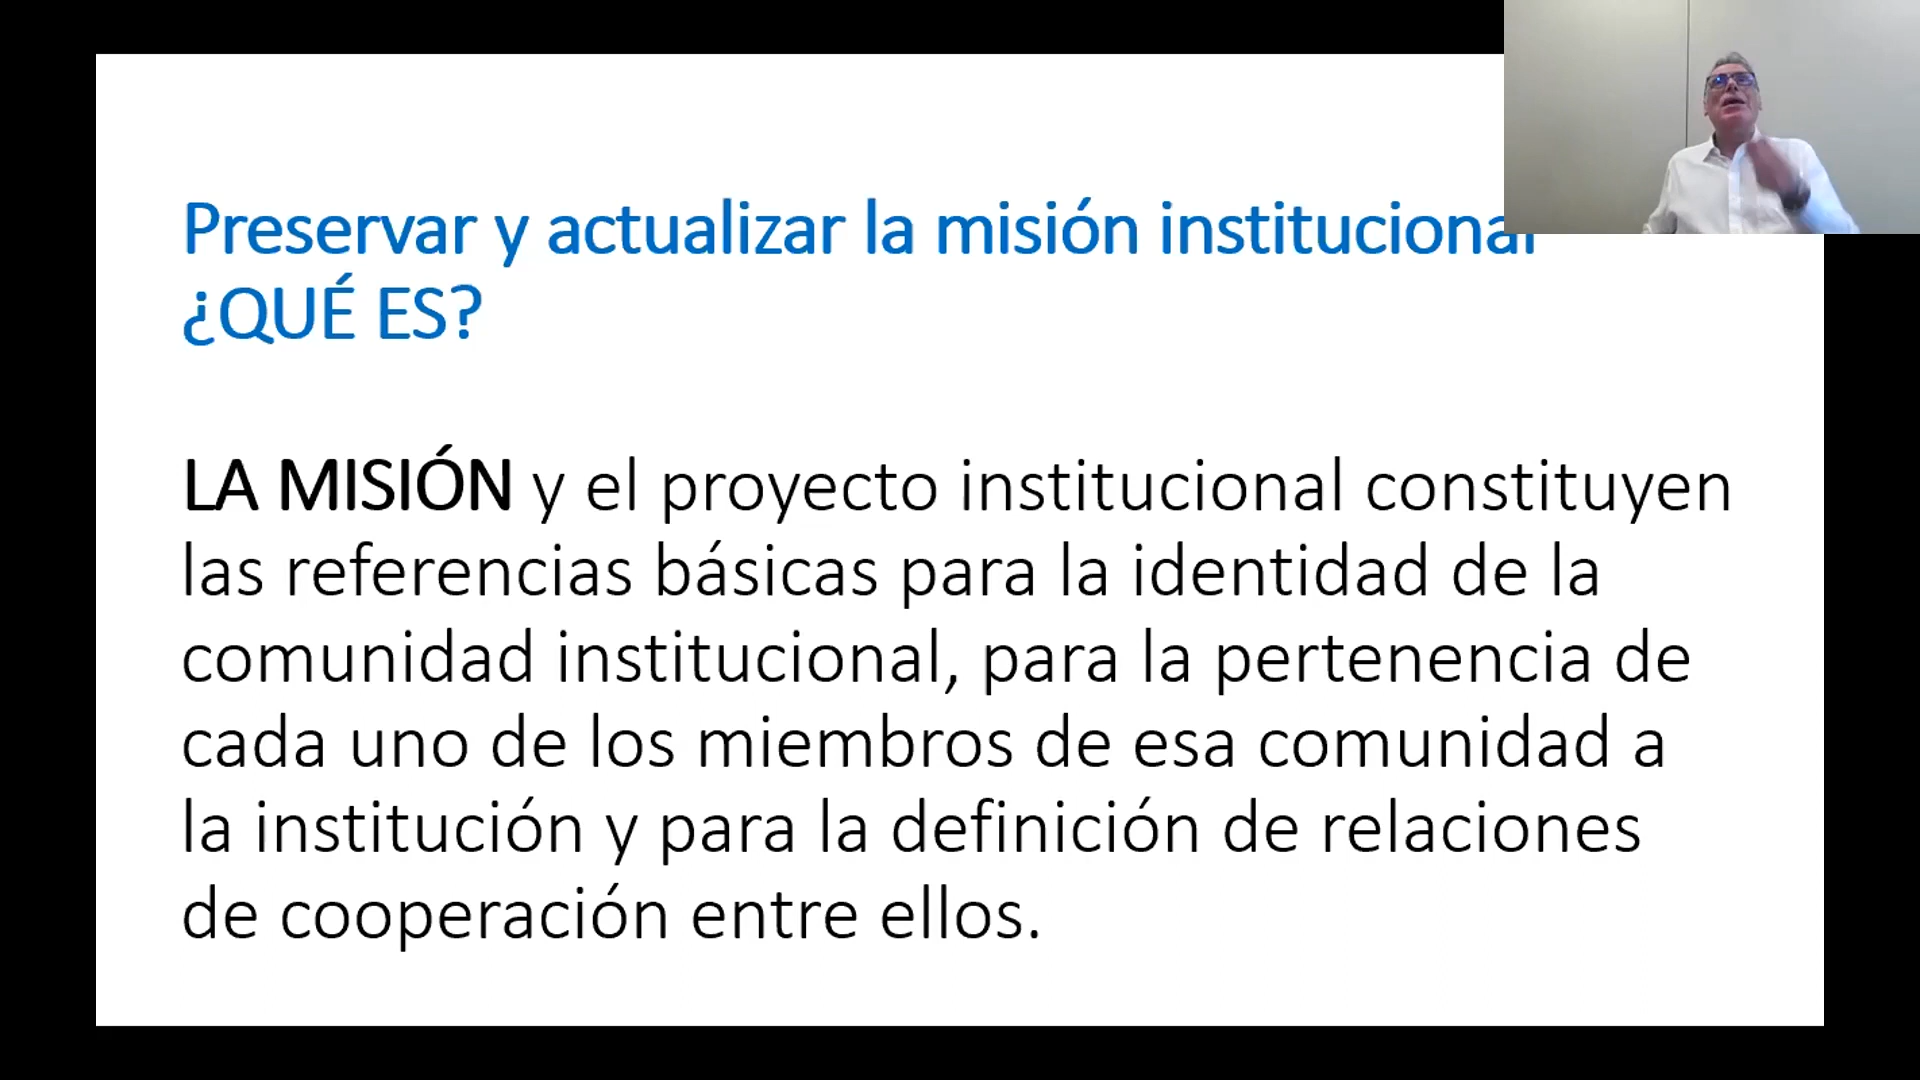 Preservar y actualizar la misión institucional
¿QUÉ ES?
LA MISIÓN y el proyecto institucional constituyen
las referencias básicas para la identidad de la
comunidad institucional, para la pertenencia de
cada uno de los miembros de esa comunidad a
la institución y para la definición de relaciones
de cooperación entre ellos.